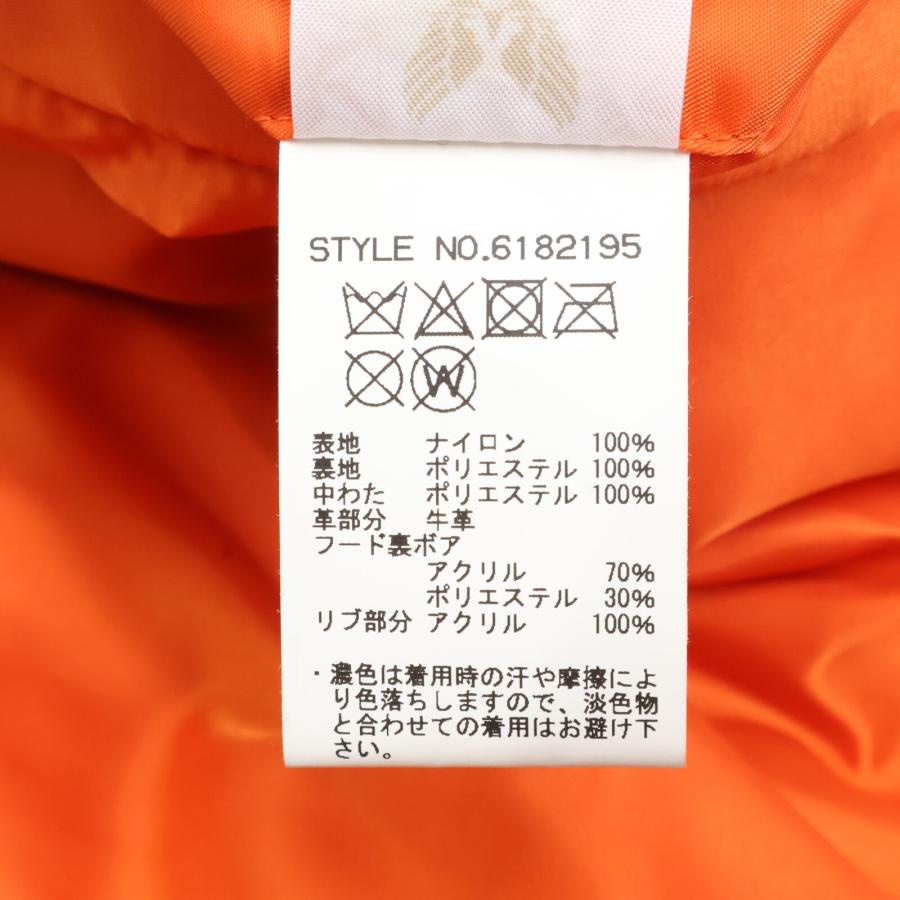 STYLE NO.6182195
W
表地 ナイロン 100%
裏地 ポリエステル 100%
中わた ポリエステル 100%
革部分 牛革
フード裏ボア
アクリル 70%
ポリエステル 30%
リブ部分 アクリル 100%
・濃色は着用時の汗や摩擦によ
り色落ちしますので、淡色物
と合わせての着用はお避け下
さい。